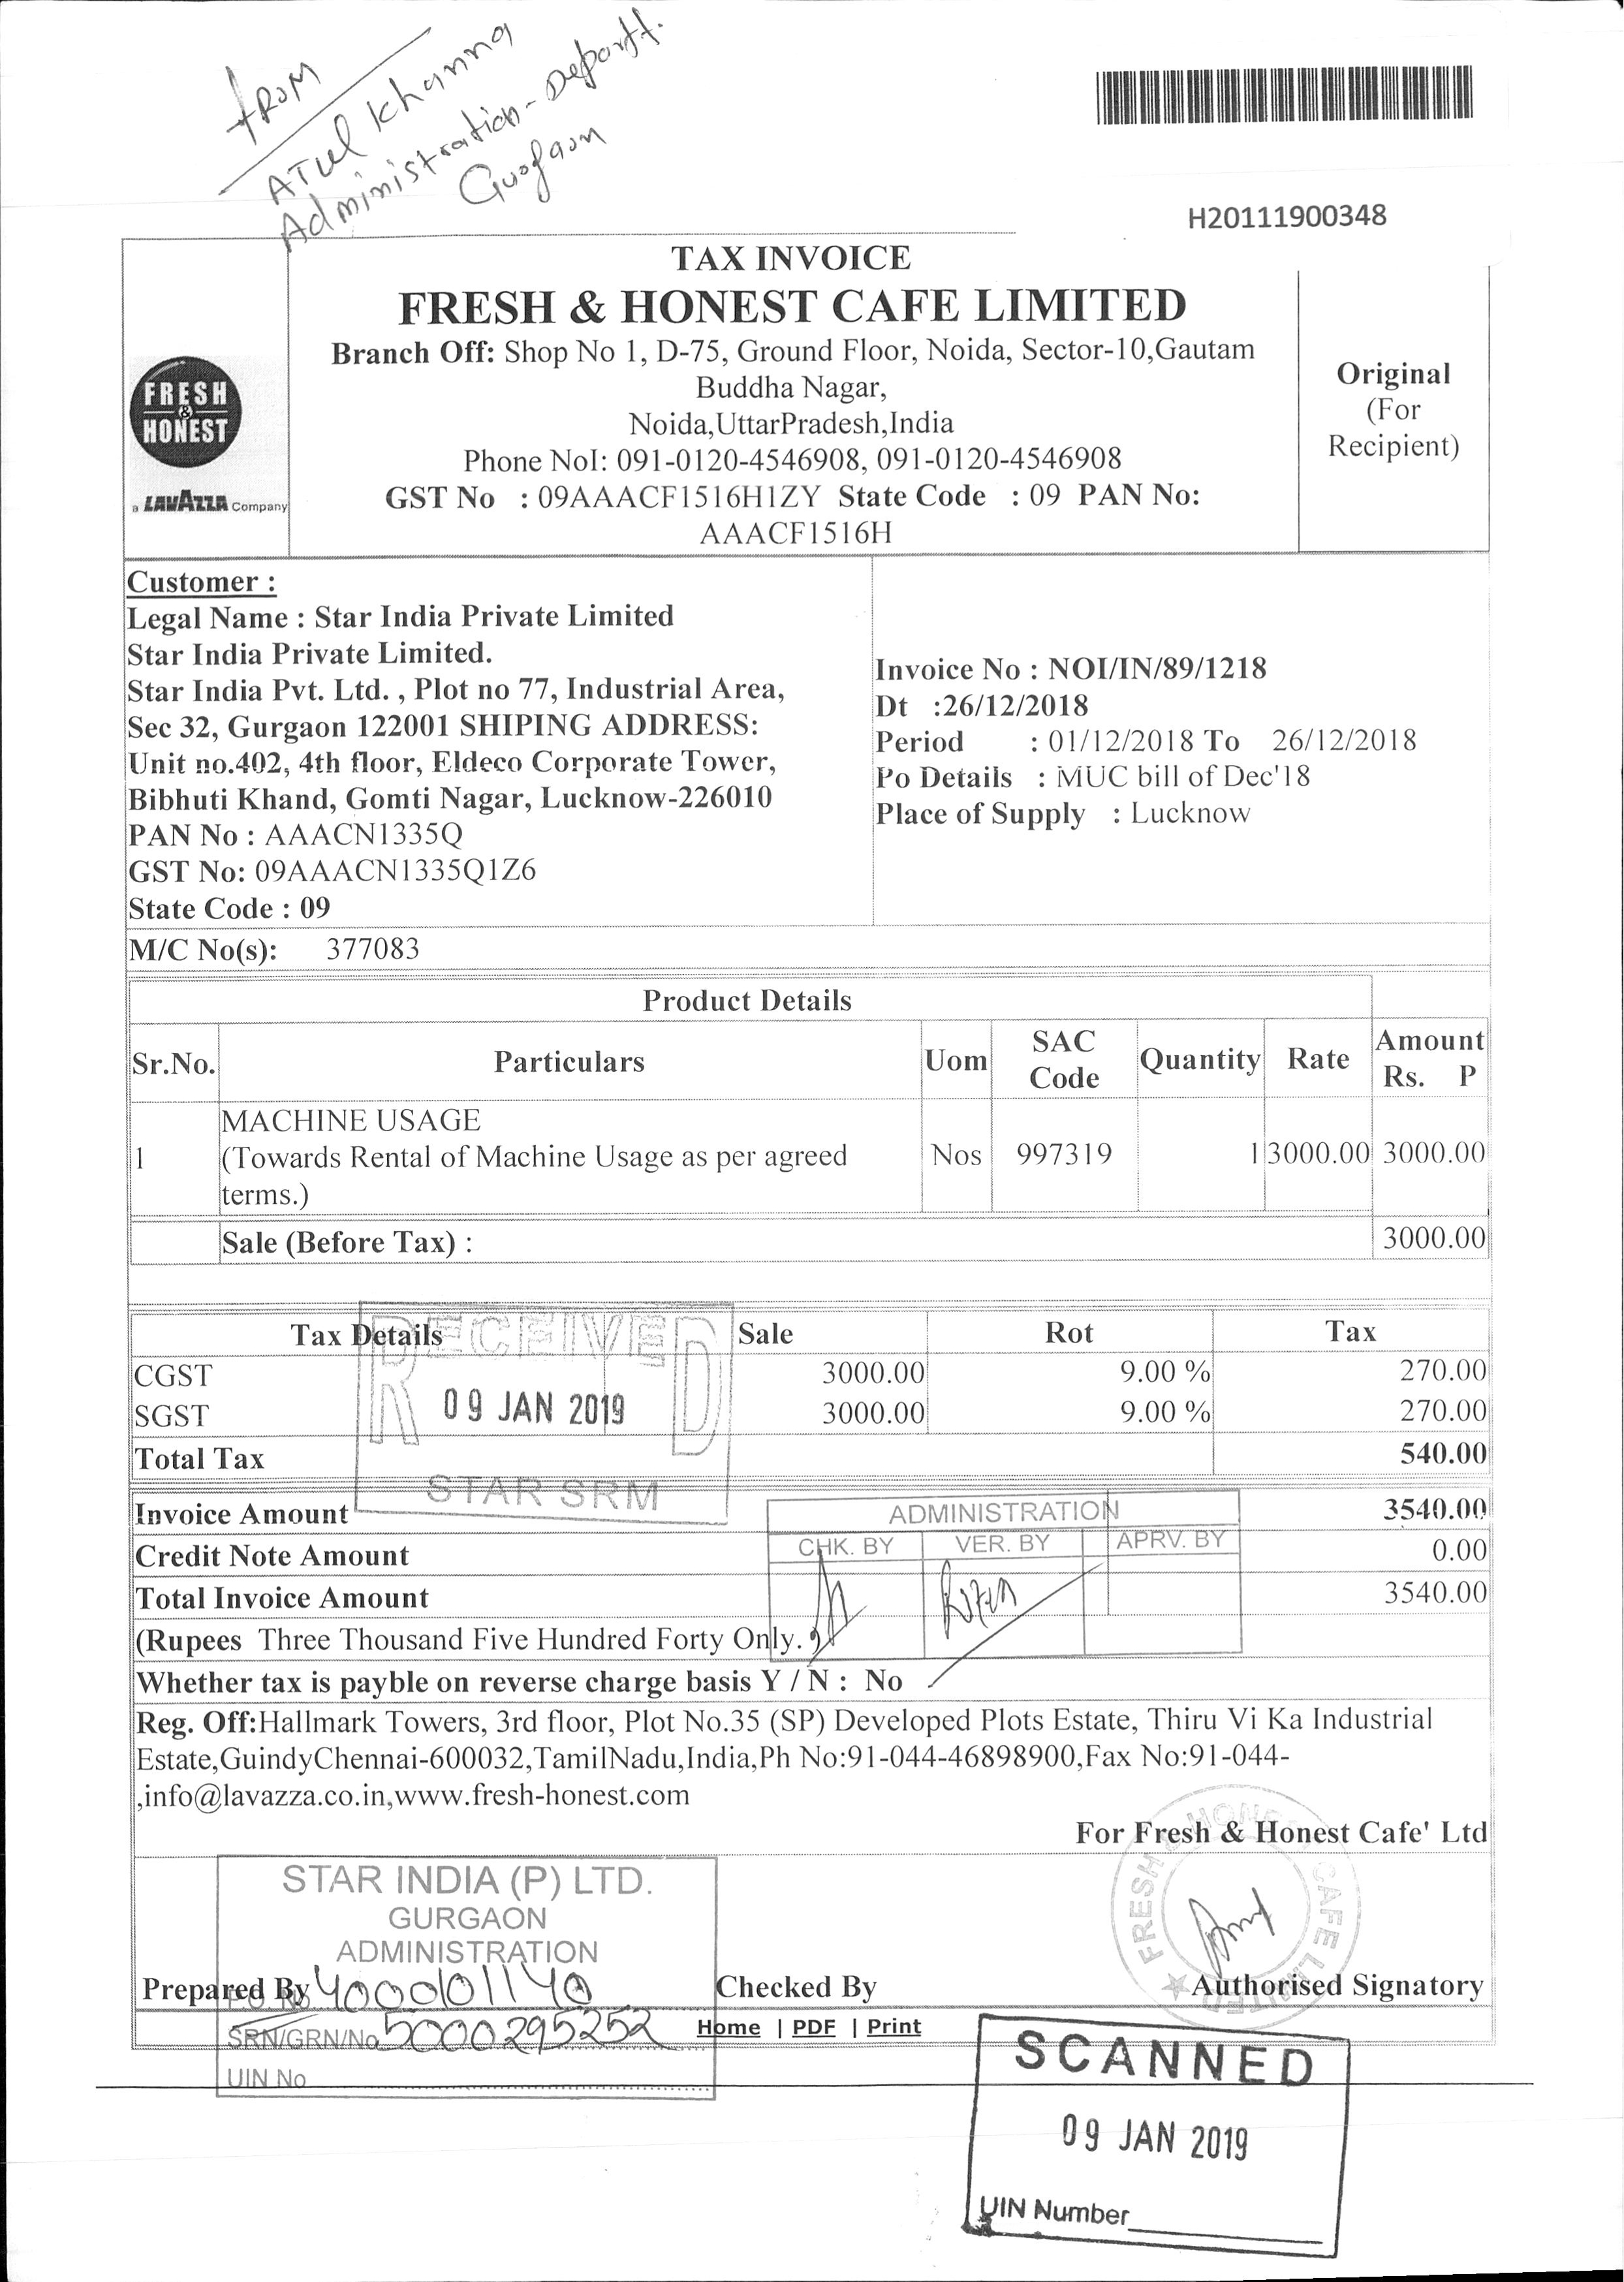 FROM
ATUL Khanna
Administration - Deptt.
Gurgaon
H20111900348
TAX INVOICE
FRESH & HONEST CAFE LIMITED
Branch Off: Shop No 1, D-75, Ground Floor, Noida, Sector-10,Gautam
Buddha Nagar,
Noida,UttarPradesh,India
Phone NoI: 091-0120-4546908, 091-0120-4546908
GST No : 09AAACF1516H1ZY State Code : 09 PAN No:
AAACF1516H
FRESH
&
HONEST
a LAVAZZA Company
Original
(For
Recipient)
Customer :
Legal Name : Star India Private Limited
Star India Private Limited.
Star India Pvt. Ltd. , Plot no 77, Industrial Area,
Sec 32, Gurgaon 122001 SHIPING ADDRESS:
Unit no.402, 4th floor, Eldeco Corporate Tower,
Bibhuti Khand, Gomti Nagar, Lucknow-226010
PAN No : AAACN1335Q
GST No: 09AAACN1335Q1Z6
State Code : 09
Invoice No : NOI/IN/89/1218
Dt :26/12/2018
Period : 01/12/2018 To 26/12/2018
Po Details : MUC bill of Dec'18
Place of Supply : Lucknow
M/C No(s): 377083
Product Details
Sr.No. Particulars Uom SAC Code Quantity Rate Amount Rs. P
1 MACHINE USAGE
(Towards Rental of Machine Usage as per agreed terms.) Nos 997319 1 3000.00 3000.00
Sale (Before Tax) : 3000.00
Tax Details Sale Rot Tax
CGST 3000.00 9.00 % 270.00
SGST 3000.00 9.00 % 270.00
Total Tax 540.00
RECEIVED
09 JAN 2019
STAR SRM
Invoice Amount 3540.00
Credit Note Amount 0.00
Total Invoice Amount 3540.00
(Rupees Three Thousand Five Hundred Forty Only. )
ADMINISTRATION
CHK. BY VER. BY APRV. BY
Whether tax is payble on reverse charge basis Y / N : No
Reg. Off:Hallmark Towers, 3rd floor, Plot No.35 (SP) Developed Plots Estate, Thiru Vi Ka Industrial
Estate,GuindyChennai-600032,TamilNadu,India,Ph No:91-044-46898900,Fax No:91-044-
,info@lavazza.co.in,www.fresh-honest.com
For Fresh & Honest Cafe' Ltd
FRESH & HONEST CAFE LIMITED
STAR INDIA (P) LTD.
GURGAON
ADMINISTRATION
Prepared By Checked By Authorised Signatory
PO No 4000101140
SRN/GRN/No 5000295252
UIN No
Home | PDF | Print
SCANNED
09 JAN 2019
UIN Number